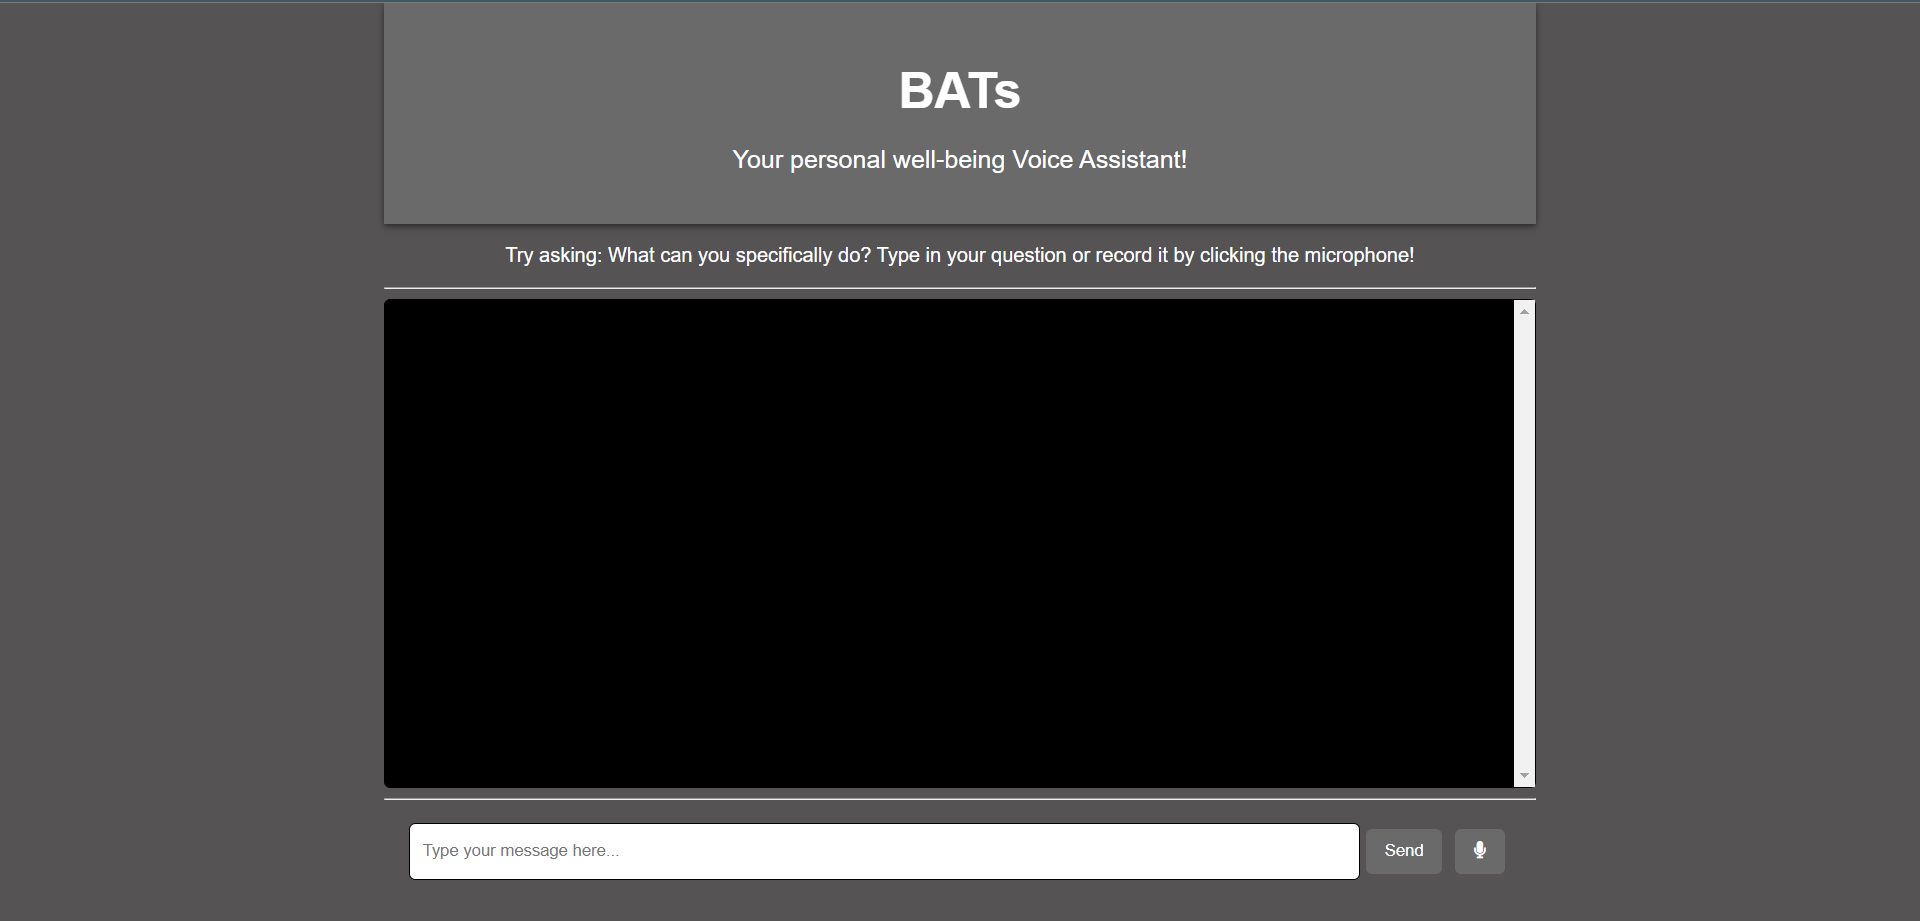 BATs
Your personal well-being Voice Assistant!
Try asking: What can you specifically do? Type in your question or record it by clicking the microphone!
Type your message here...
Send